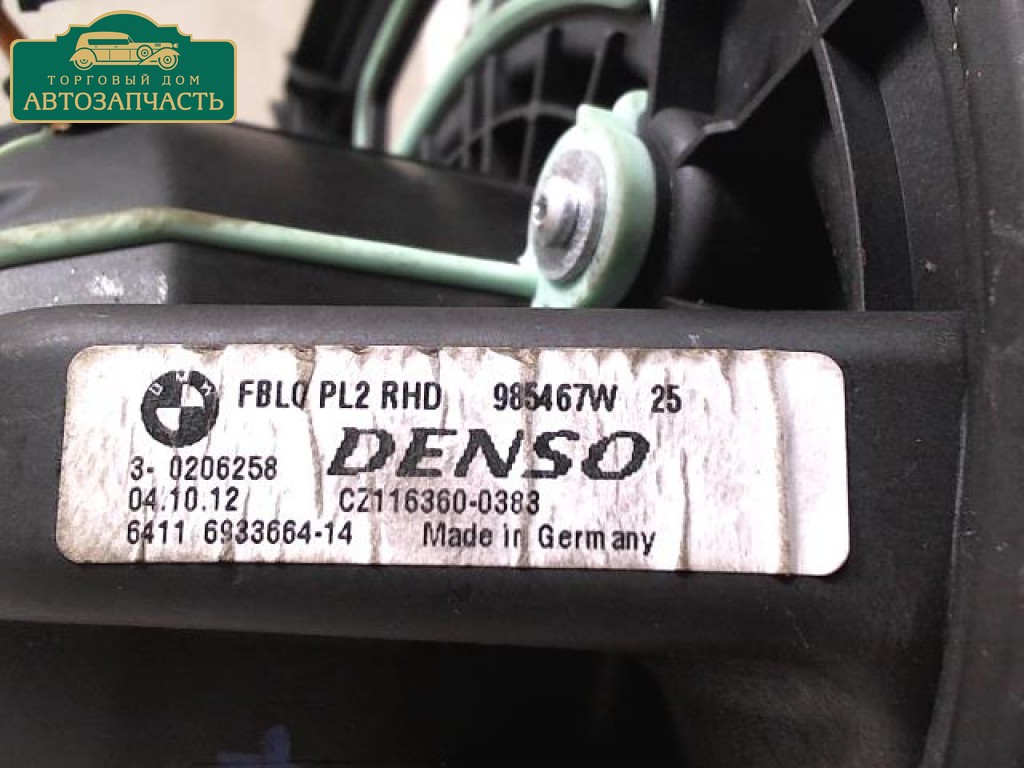 ТОРГОВЫЙ ДОМ
АВТОЗАПЧАСТЬ
BMW FBLO PL2 RHD 985467W 25
DENSO
3- 0206258
04.10.12 CZ116360-0383
6411 6933664-14 Made in Germany